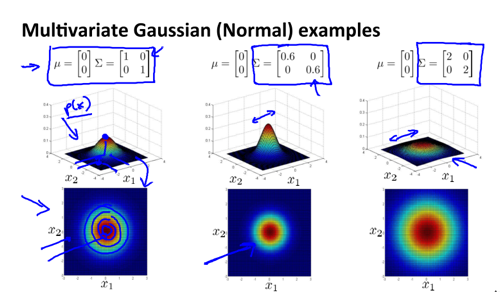 Multivariate Gaussian (Normal) examples
μ = [0 0] Σ = [1 0 0 1]
μ = [0 0] Σ = [0.6 0 0 0.6]
μ = [0 0] Σ = [2 0 0 2]
p(x)
x₂ x₁
x₂ x₁
x₂ x₁
x₂
x₁
x₂
x₁
x₂
x₁